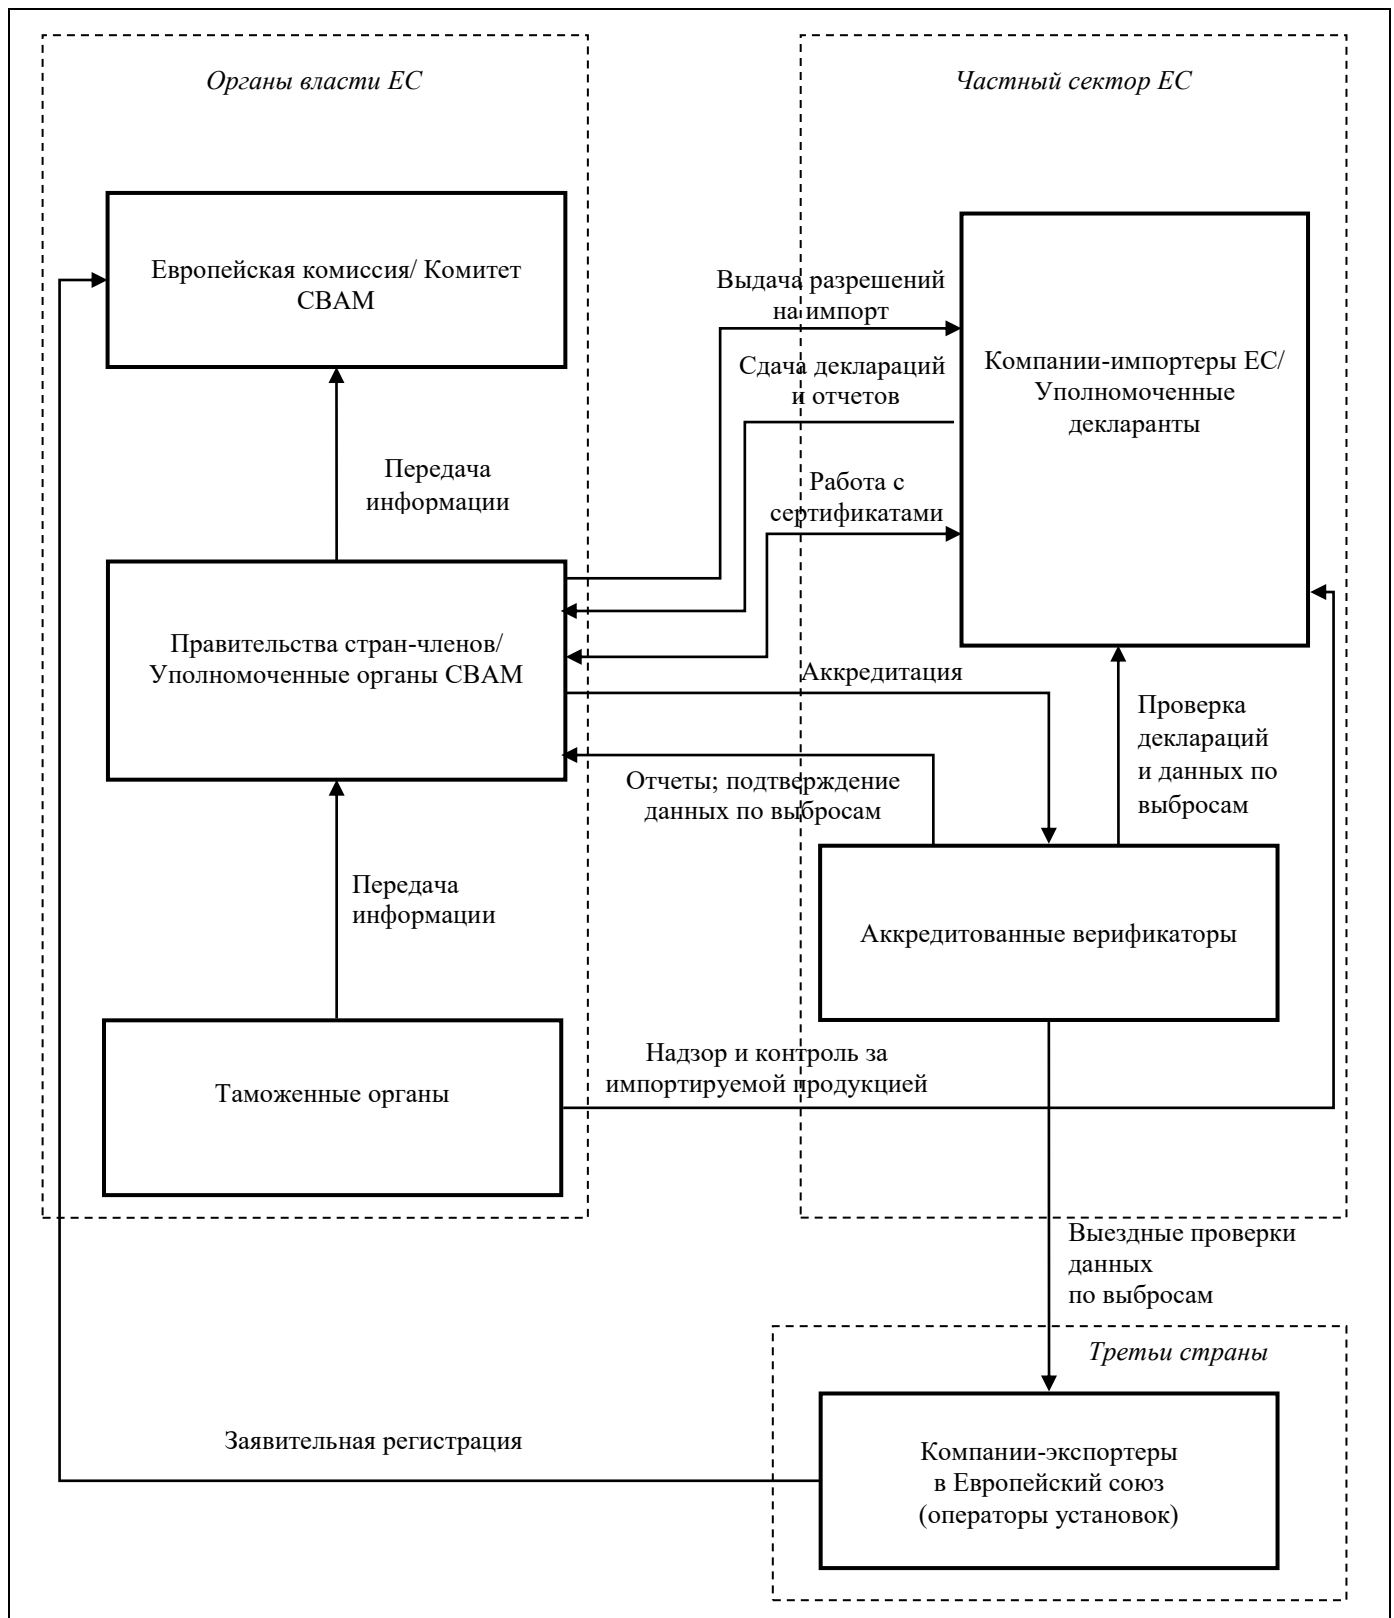 Органы власти ЕС
Частный сектор ЕС
Европейская комиссия/ Комитет
CBAM
Выдача разрешений
на импорт
Компании-импортеры ЕС/
Уполномоченные
декларанты
Сдача деклараций
и отчетов
Передача
информации
Работа с
сертификатами
Правительства стран-членов/
Уполномоченные органы CBAM
Аккредитация
Проверка
деклараций
и данных по
выбросам
Отчеты; подтверждение
данных по выбросам
Передача
информации
Аккредитованные верификаторы
Надзор и контроль за
импортируемой продукцией
Таможенные органы
Выездные проверки
данных
по выбросам
Третьи страны
Заявительная регистрация
Компании-экспортеры
в Европейский союз
(операторы установок)